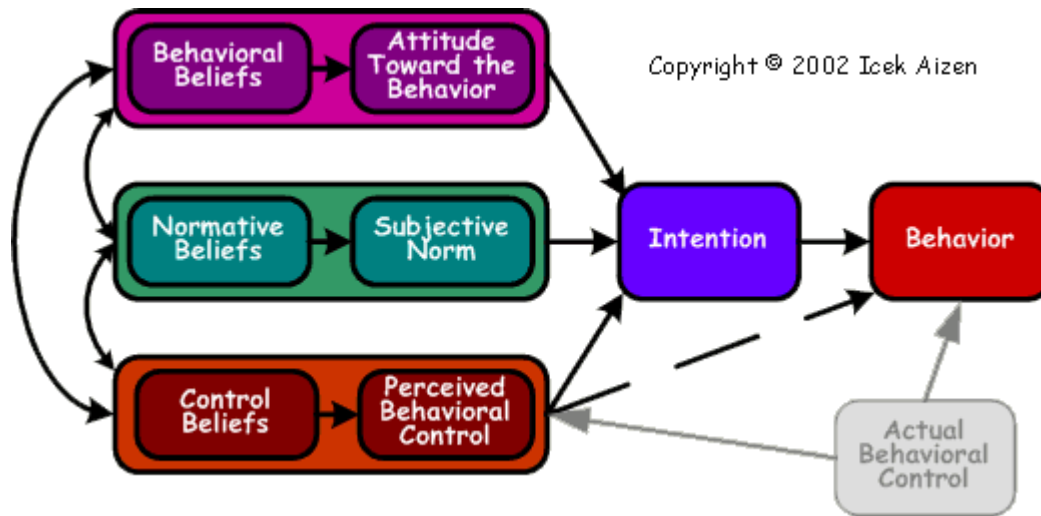 Behavioral
Beliefs
Attitude
Toward the
Behavior
Copyright © 2002 Icek Aizen
Normative
Beliefs
Subjective
Norm
Intention
Behavior
Control
Beliefs
Perceived
Behavioral
Control
Actual
Behavioral
Control